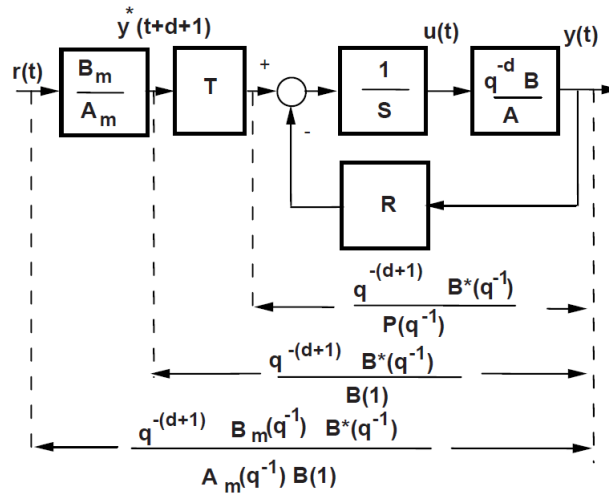 y*(t+d+1)
r(t)
B_m
A_m
T
+
-
1
S
u(t)
q^-d B
A
y(t)
R
q^-(d+1) B*(q^-1)
P(q^-1)
q^-(d+1) B*(q^-1)
B(1)
q^-(d+1) B_m(q^-1) B*(q^-1)
A_m(q^-1) B(1)